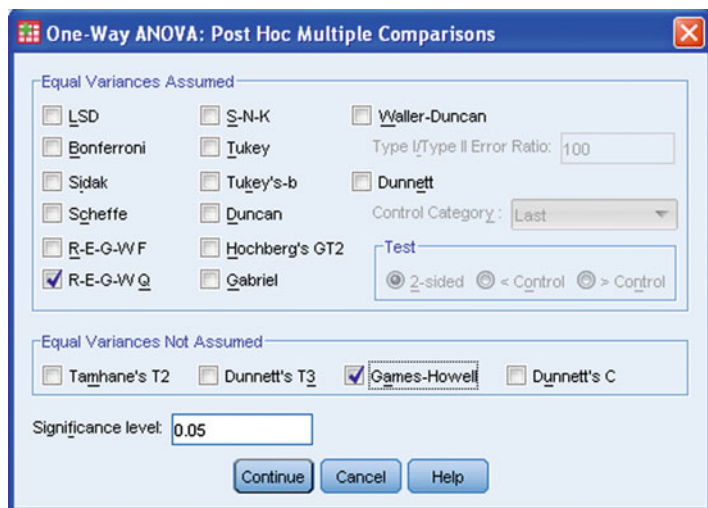 One-Way ANOVA: Post Hoc Multiple Comparisons
Equal Variances Assumed
LSD
S-N-K
Waller-Duncan
Bonferroni
Tukey
Type I/Type II Error Ratio: 100
Sidak
Tukey's-b
Dunnett
Scheffe
Duncan
Control Category : Last
R-E-G-W F
Hochberg's GT2
Test
R-E-G-W Q
Gabriel
2-sided < Control > Control
Equal Variances Not Assumed
Tamhane's T2 Dunnett's T3 Games-Howell Dunnett's C
Significance level: 0.05
Continue Cancel Help